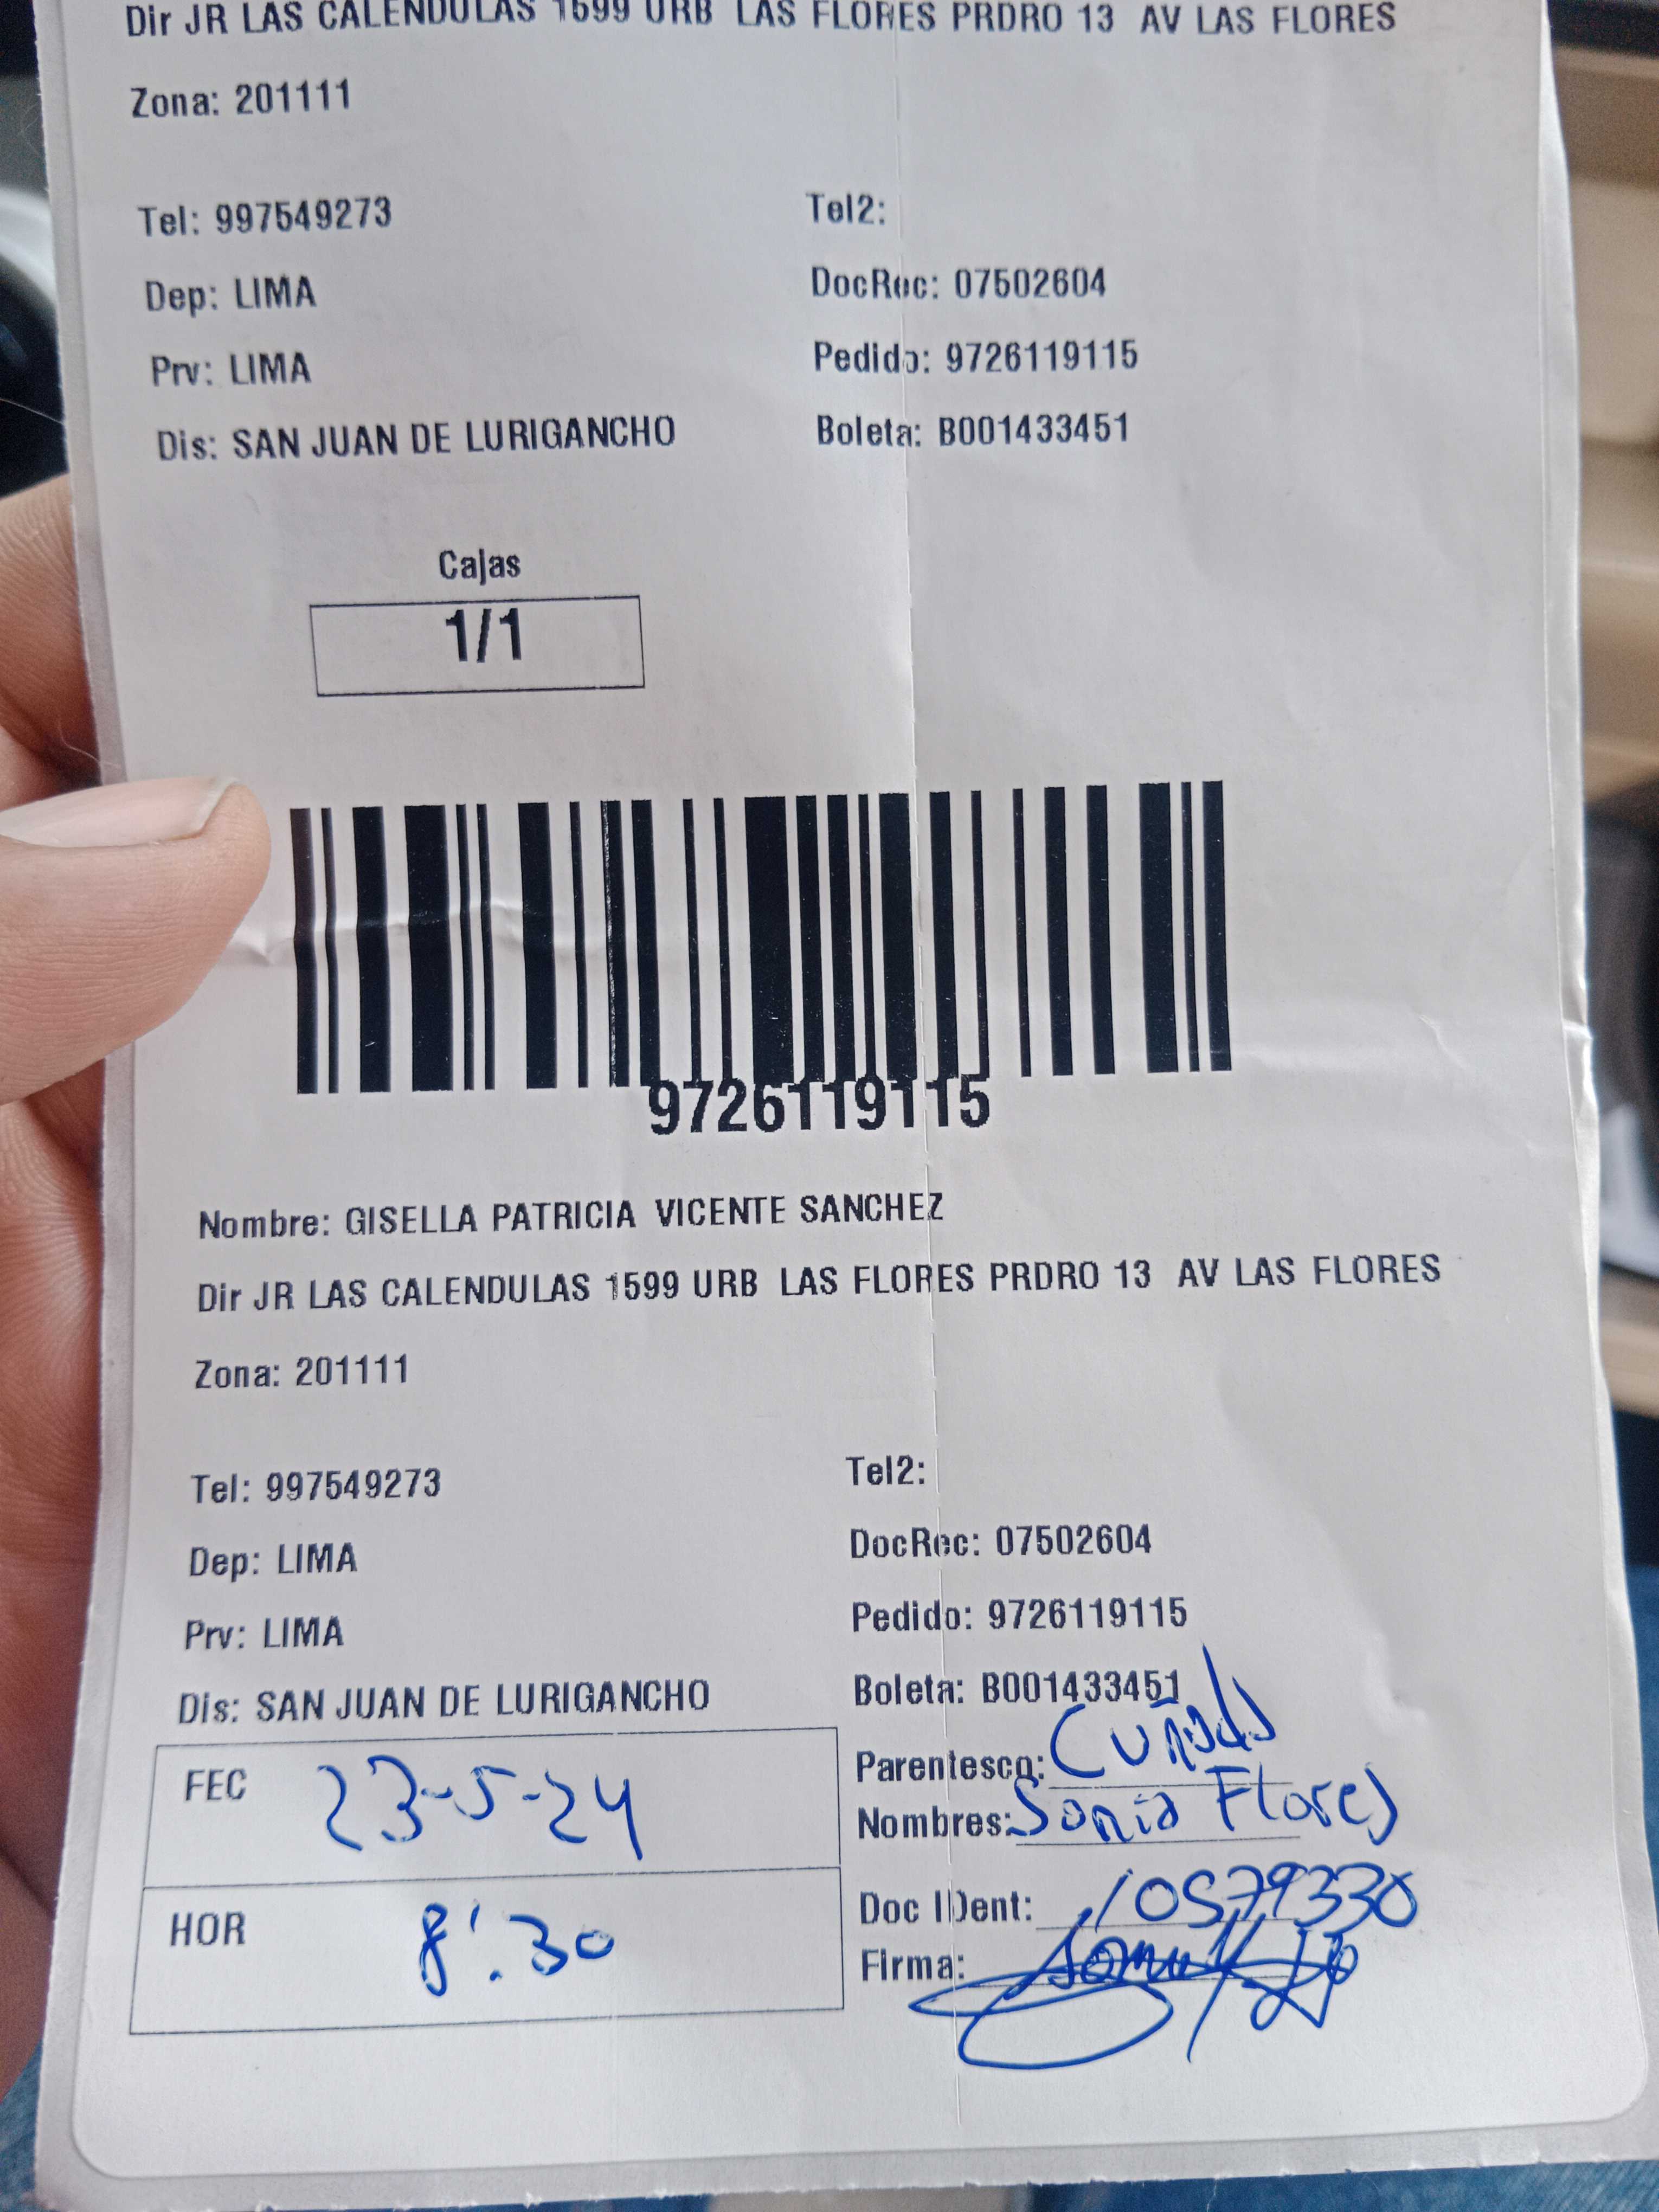 Dir JR LAS CALENDULAS 1599 URB LAS FLORES PRDRO 13 AV LAS FLORES
Zona: 201111
Tel: 997549273 Tel2:
Dep: LIMA DocRec: 07502604
Prv: LIMA Pedido: 9726119115
Dis: SAN JUAN DE LURIGANCHO Boleta: B001433451
Cajas
1/1
9726119115
Nombre: GISELLA PATRICIA VICENTE SANCHEZ
Dir JR LAS CALENDULAS 1599 URB LAS FLORES PRDRO 13 AV LAS FLORES
Zona: 201111
Tel: 997549273 Tel2:
Dep: LIMA DocRec: 07502604
Prv: LIMA Pedido: 9726119115
Dis: SAN JUAN DE LURIGANCHO Boleta: B001433451
FEC 23-5-24 Parentesco: Cuñada
Nombres: Sonia Flores
HOR 8:30 Doc IDent: 10579330
Firma: